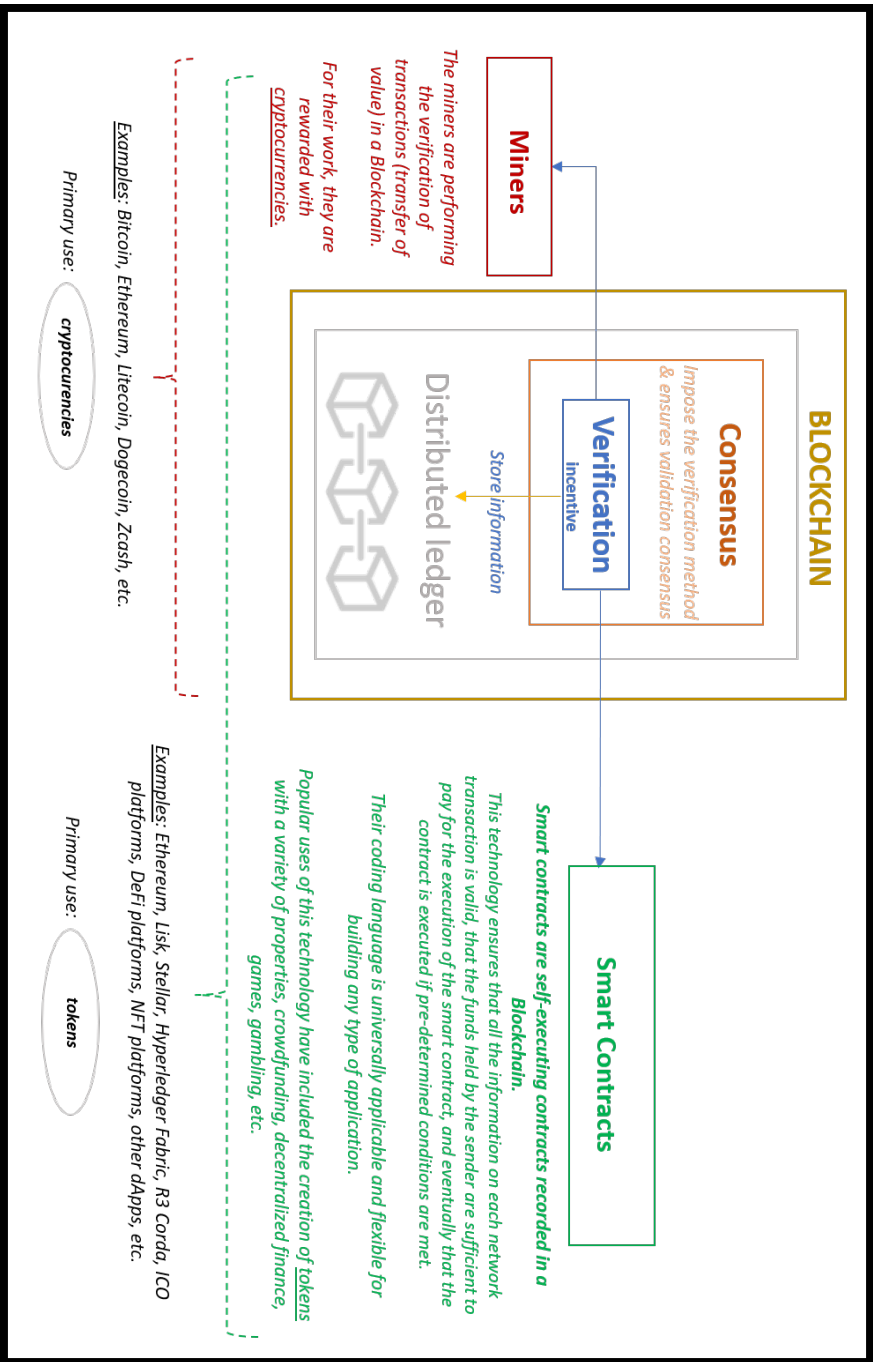 BLOCKCHAIN
Consensus
Impose the verification method
& ensures validation consensus
Verification
incentive
Store information
Distributed ledger
Miners
The miners are performing
the verification of
transactions (transfer of
value) in a Blockchain.
For their work, they are
rewarded with
cryptocurrencies.
Smart Contracts
Smart contracts are self-executing contracts recorded in a
Blockchain.
This technology ensures that all the information on each network
transaction is valid, that the funds held by the sender are sufficient to
pay for the execution of the smart contract, and eventually that the
contract is executed if pre-determined conditions are met.
Their coding language is universally applicable and flexible for
building any type of application.
Popular uses of this technology have included the creation of tokens
with a variety of properties, crowdfunding, decentralized finance,
games, gambling, etc.
Examples: Bitcoin, Ethereum, Litecoin, Dogecoin, Zcash, etc.
Primary use: cryptocurencies
Examples: Ethereum, Lisk, Stellar, Hyperledger Fabric, R3 Corda, ICO
platforms, DeFi platforms, NFT platforms, other dApps, etc.
Primary use: tokens